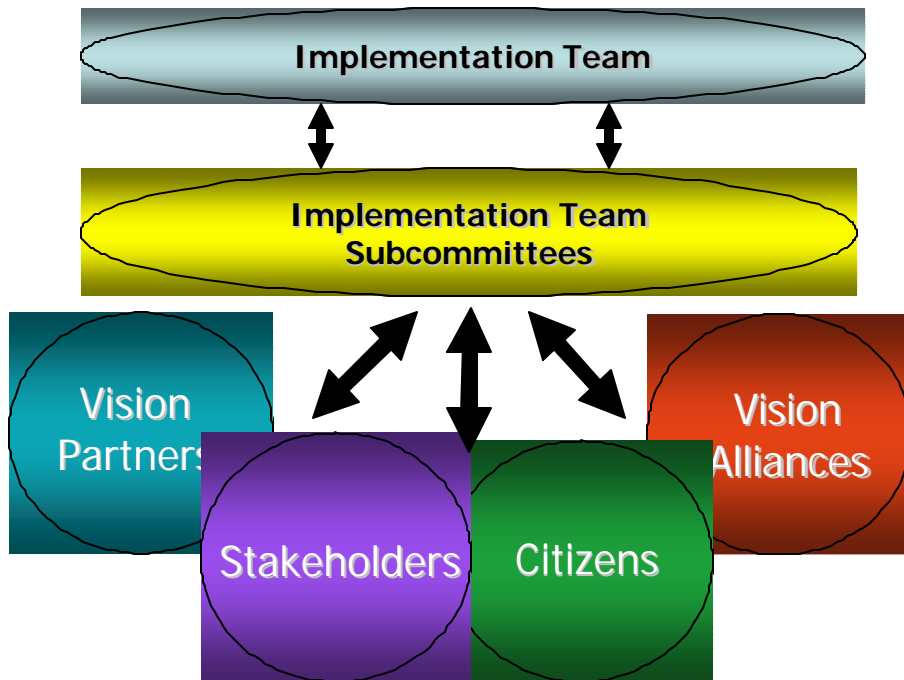 Implementation Team
Implementation Team
Subcommittees
Vision
Partners
Vision
Alliances
Stakeholders
Citizens